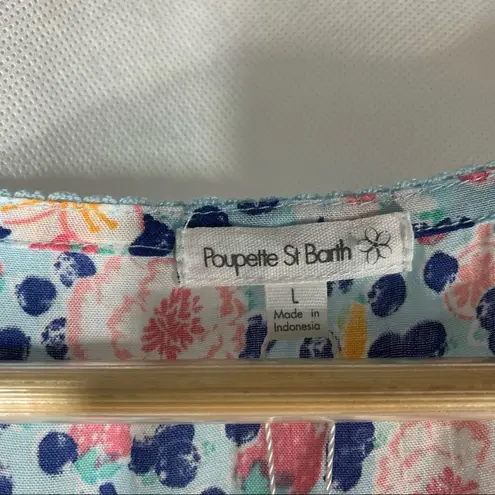 Poupette St Barth
L
Made in
Indonesia